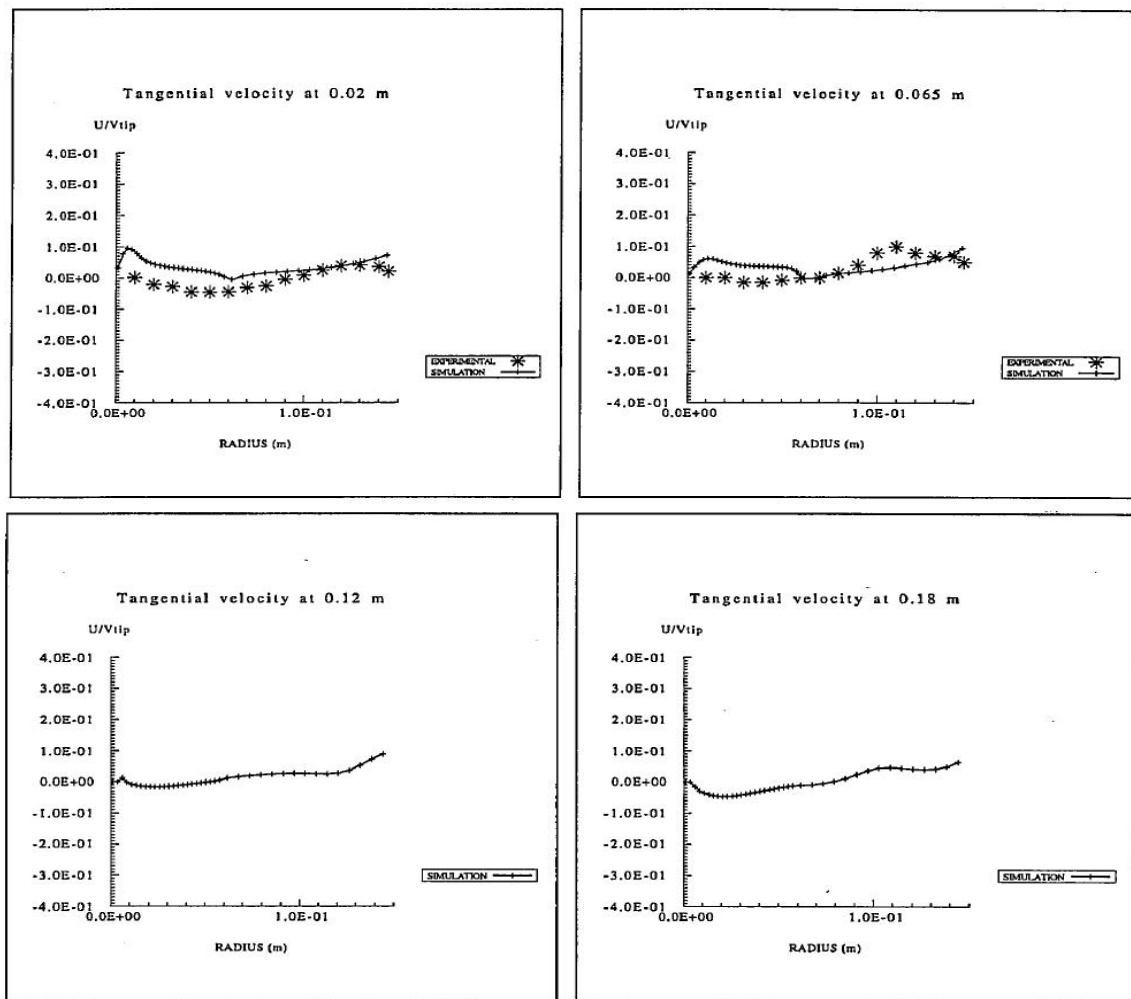 Tangential velocity at 0.02 m
U/Vtip
4.0E-01
3.0E-01
2.0E-01
1.0E-01
0.0E+00
-1.0E-01
-2.0E-01
-3.0E-01
-4.0E-01
0.0E+00 1.0E-01
RADIUS (m)
EXPERIMENTAL
SIMULATION
Tangential velocity at 0.065 m
U/Vtip
4.0E-01
3.0E-01
2.0E-01
1.0E-01
0.0E+00
-1.0E-01
-2.0E-01
-3.0E-01
-4.0E-01
0.0E+00 1.0E-01
RADIUS (m)
EXPERIMENTAL
SIMULATION
Tangential velocity at 0.12 m
U/Vtip
4.0E-01
3.0E-01
2.0E-01
1.0E-01
0.0E+00
-1.0E-01
-2.0E-01
-3.0E-01
-4.0E-01
0.0E+00 1.0E-01
RADIUS (m)
SIMULATION
Tangential velocity at 0.18 m
U/Vtip
4.0E-01
3.0E-01
2.0E-01
1.0E-01
0.0E+00
-1.0E-01
-2.0E-01
-3.0E-01
-4.0E-01
0.0E+00 1.0E-01
RADIUS (m)
SIMULATION